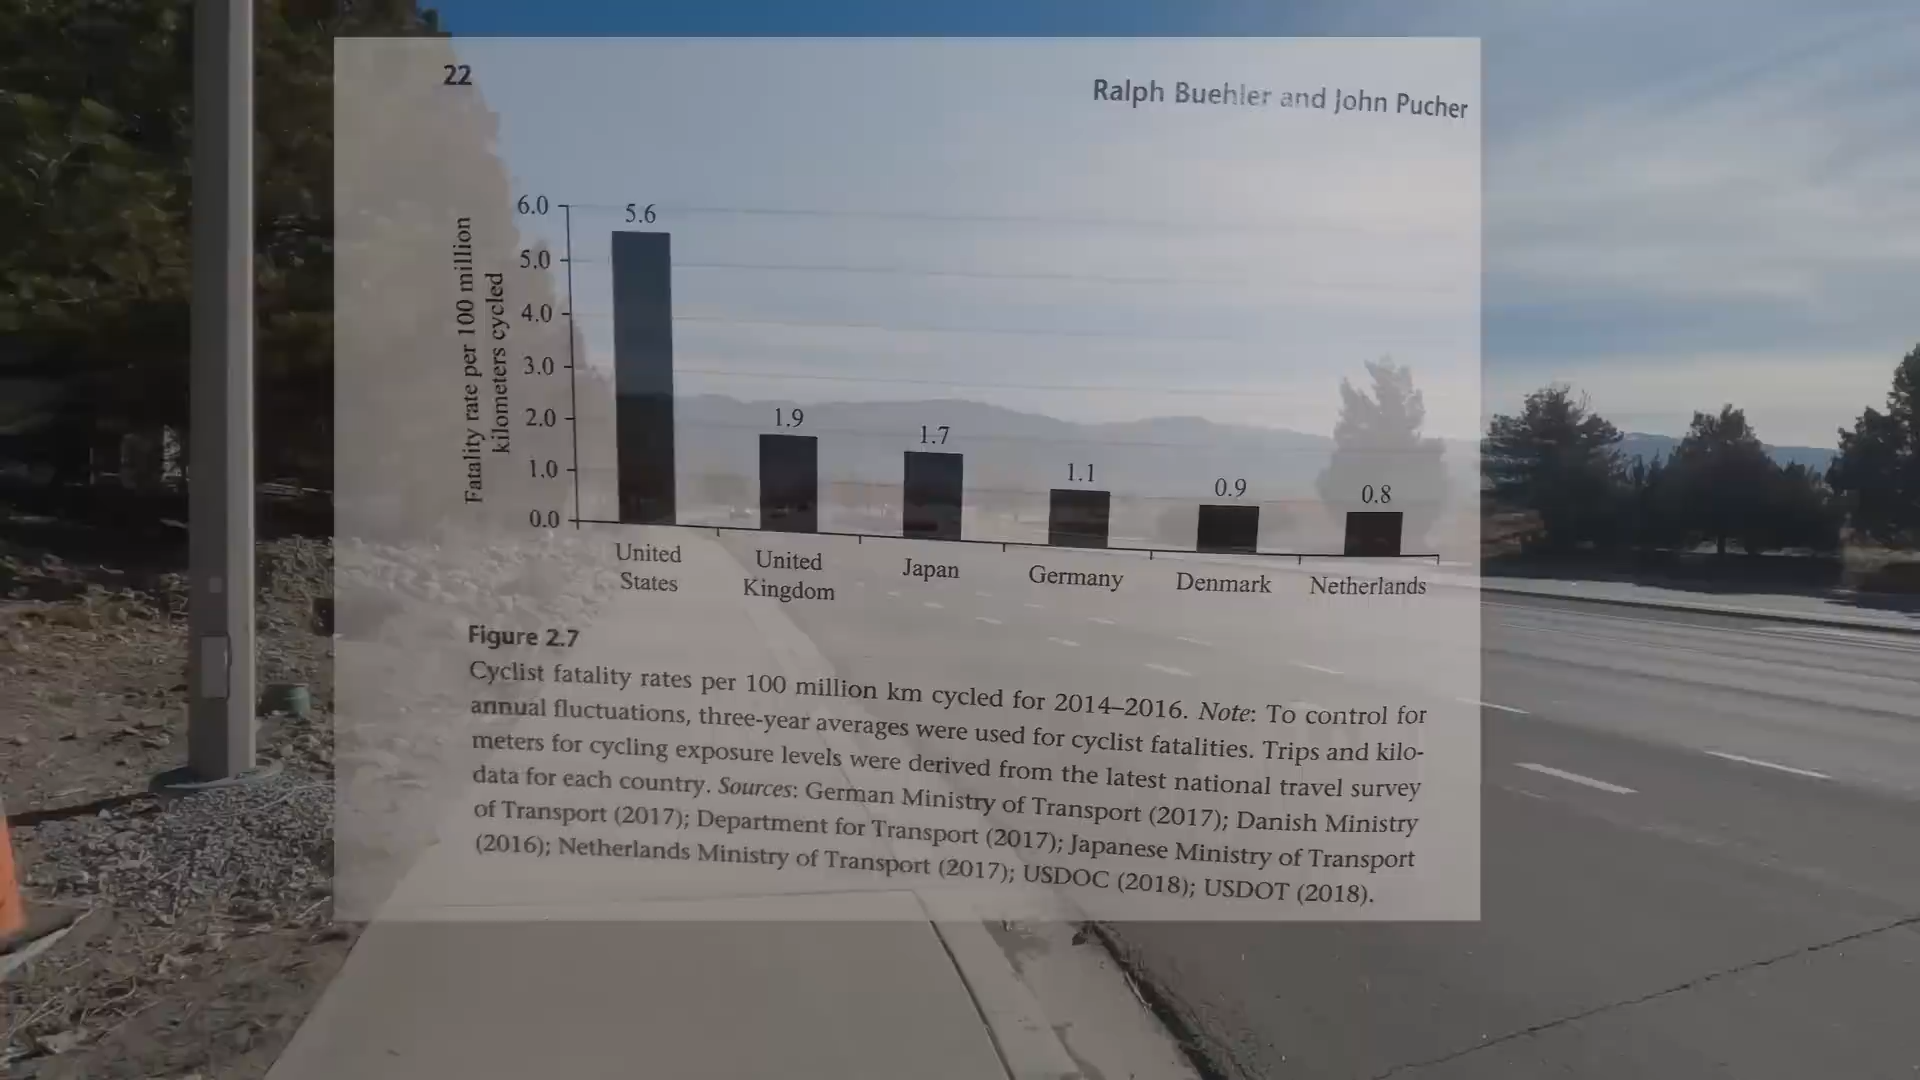 22
Ralph Buehler and John Pucher
Fatality rate per 100 million
kilometers cycled
6.0
5.0
4.0
3.0
2.0
1.0
0.0
5.6
1.9
1.7
1.1
0.9
0.8
United
States
United
Kingdom
Japan
Germany
Denmark
Netherlands
Figure 2.7
Cyclist fatality rates per 100 million km cycled for 2014–2016. Note: To control for
annual fluctuations, three-year averages were used for cyclist fatalities. Trips and kilo-
meters for cycling exposure levels were derived from the latest national travel survey
data for each country. Sources: German Ministry of Transport (2017); Danish Ministry
of Transport (2017); Department for Transport (2017); Japanese Ministry of Transport
(2016); Netherlands Ministry of Transport (2017); USDOC (2018); USDOT (2018).